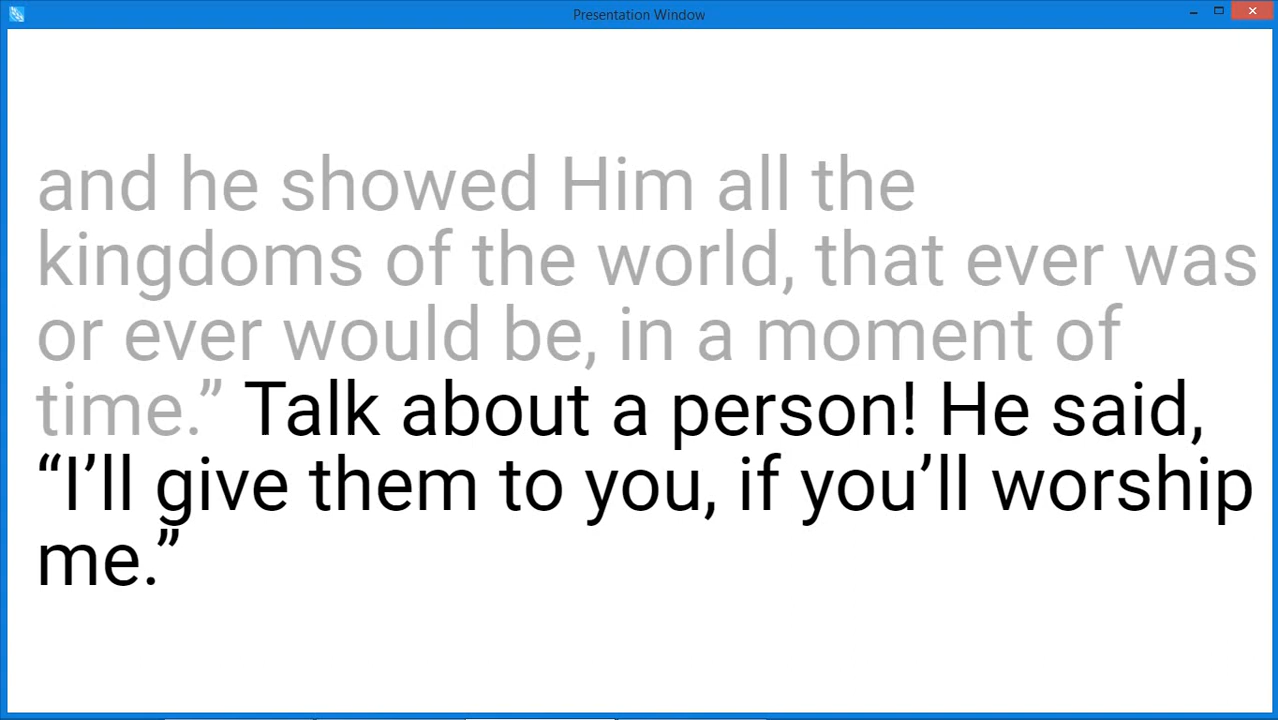 Presentation Window
and he showed Him all the
kingdoms of the world, that ever was
or ever would be, in a moment of
time.” Talk about a person! He said,
“I’ll give them to you, if you’ll worship
me.”